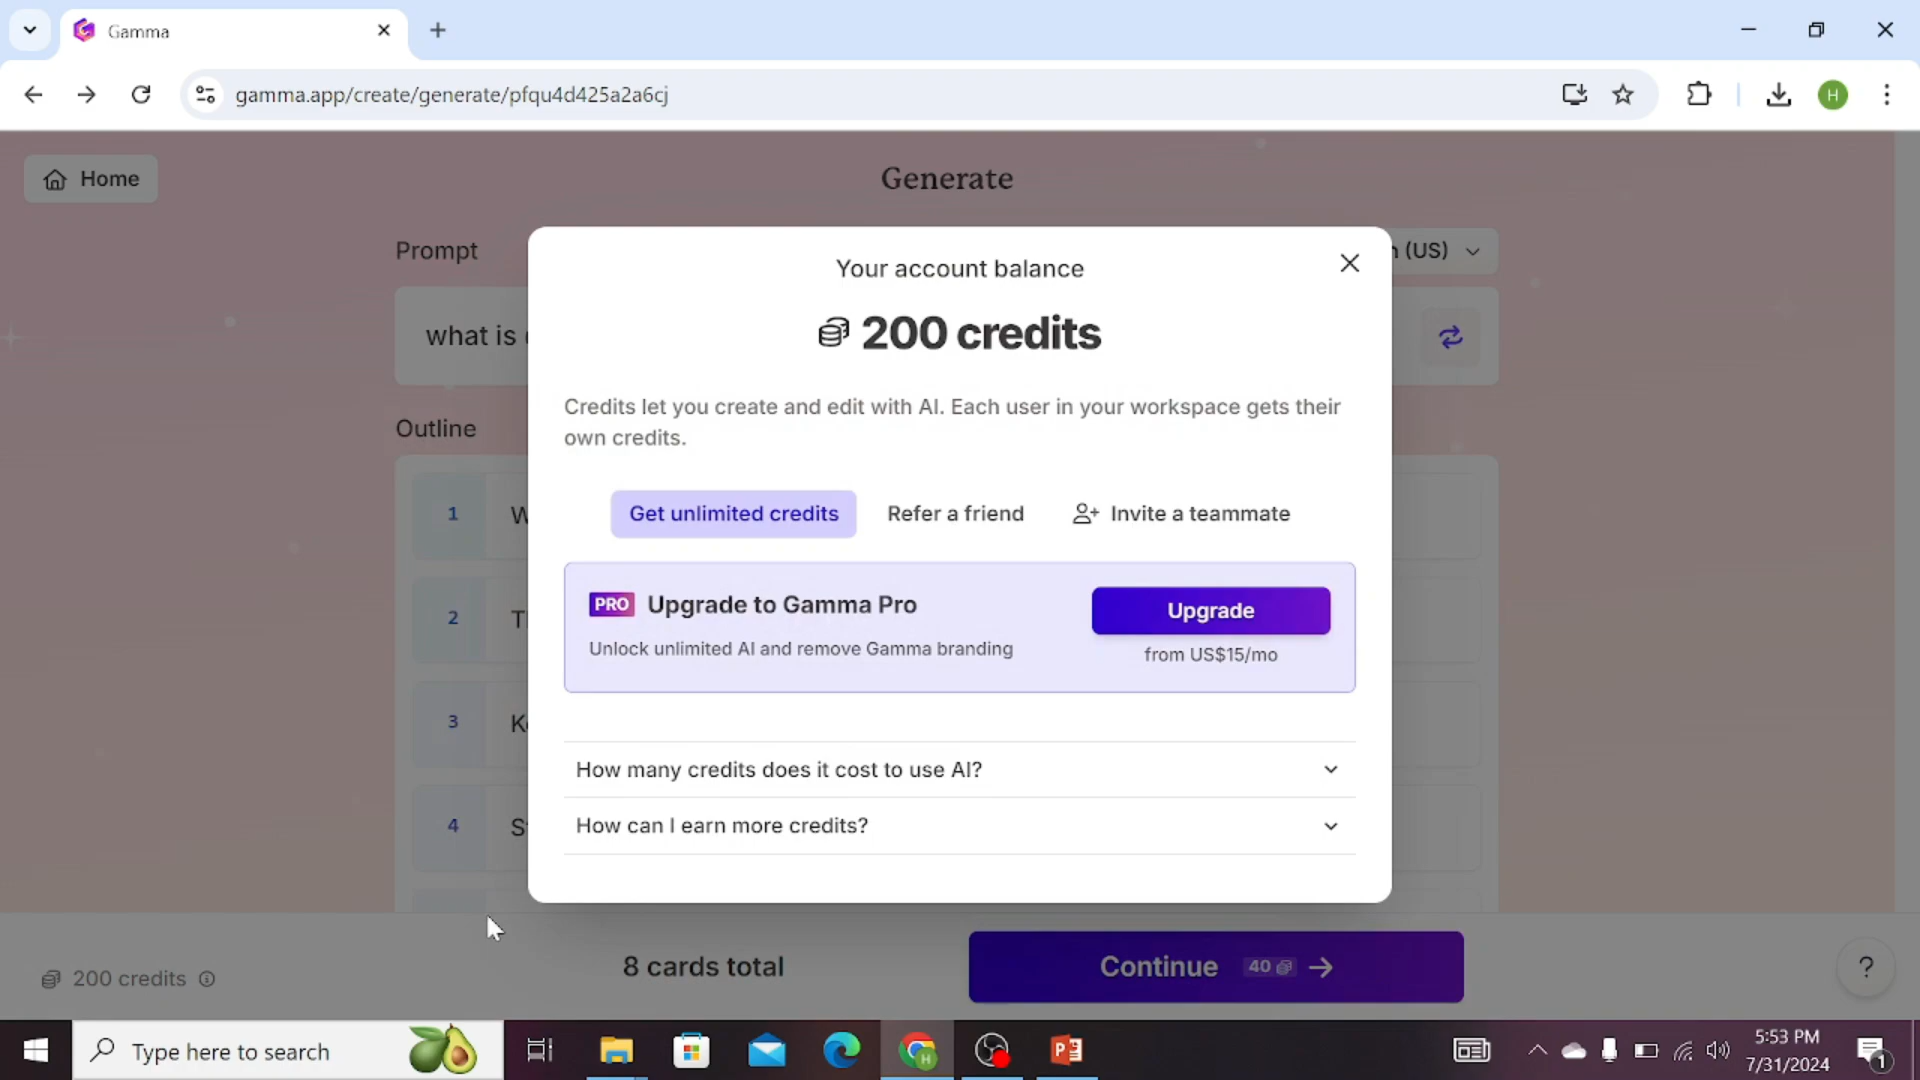 Gamma
gamma.app/create/generate/pfqu4d425a2a6cj
H
Home
Generate
Prompt
(US)
what is
Outline
1
2
3
4
Your account balance
200 credits
Credits let you create and edit with AI. Each user in your workspace gets their
own credits.
Get unlimited credits
Refer a friend
Invite a teammate
PRO Upgrade to Gamma Pro
Unlock unlimited AI and remove Gamma branding
Upgrade
from US$15/mo
How many credits does it cost to use AI?
How can I earn more credits?
200 credits
8 cards total
Continue 40
?
Type here to search
5:53 PM
7/31/2024
1